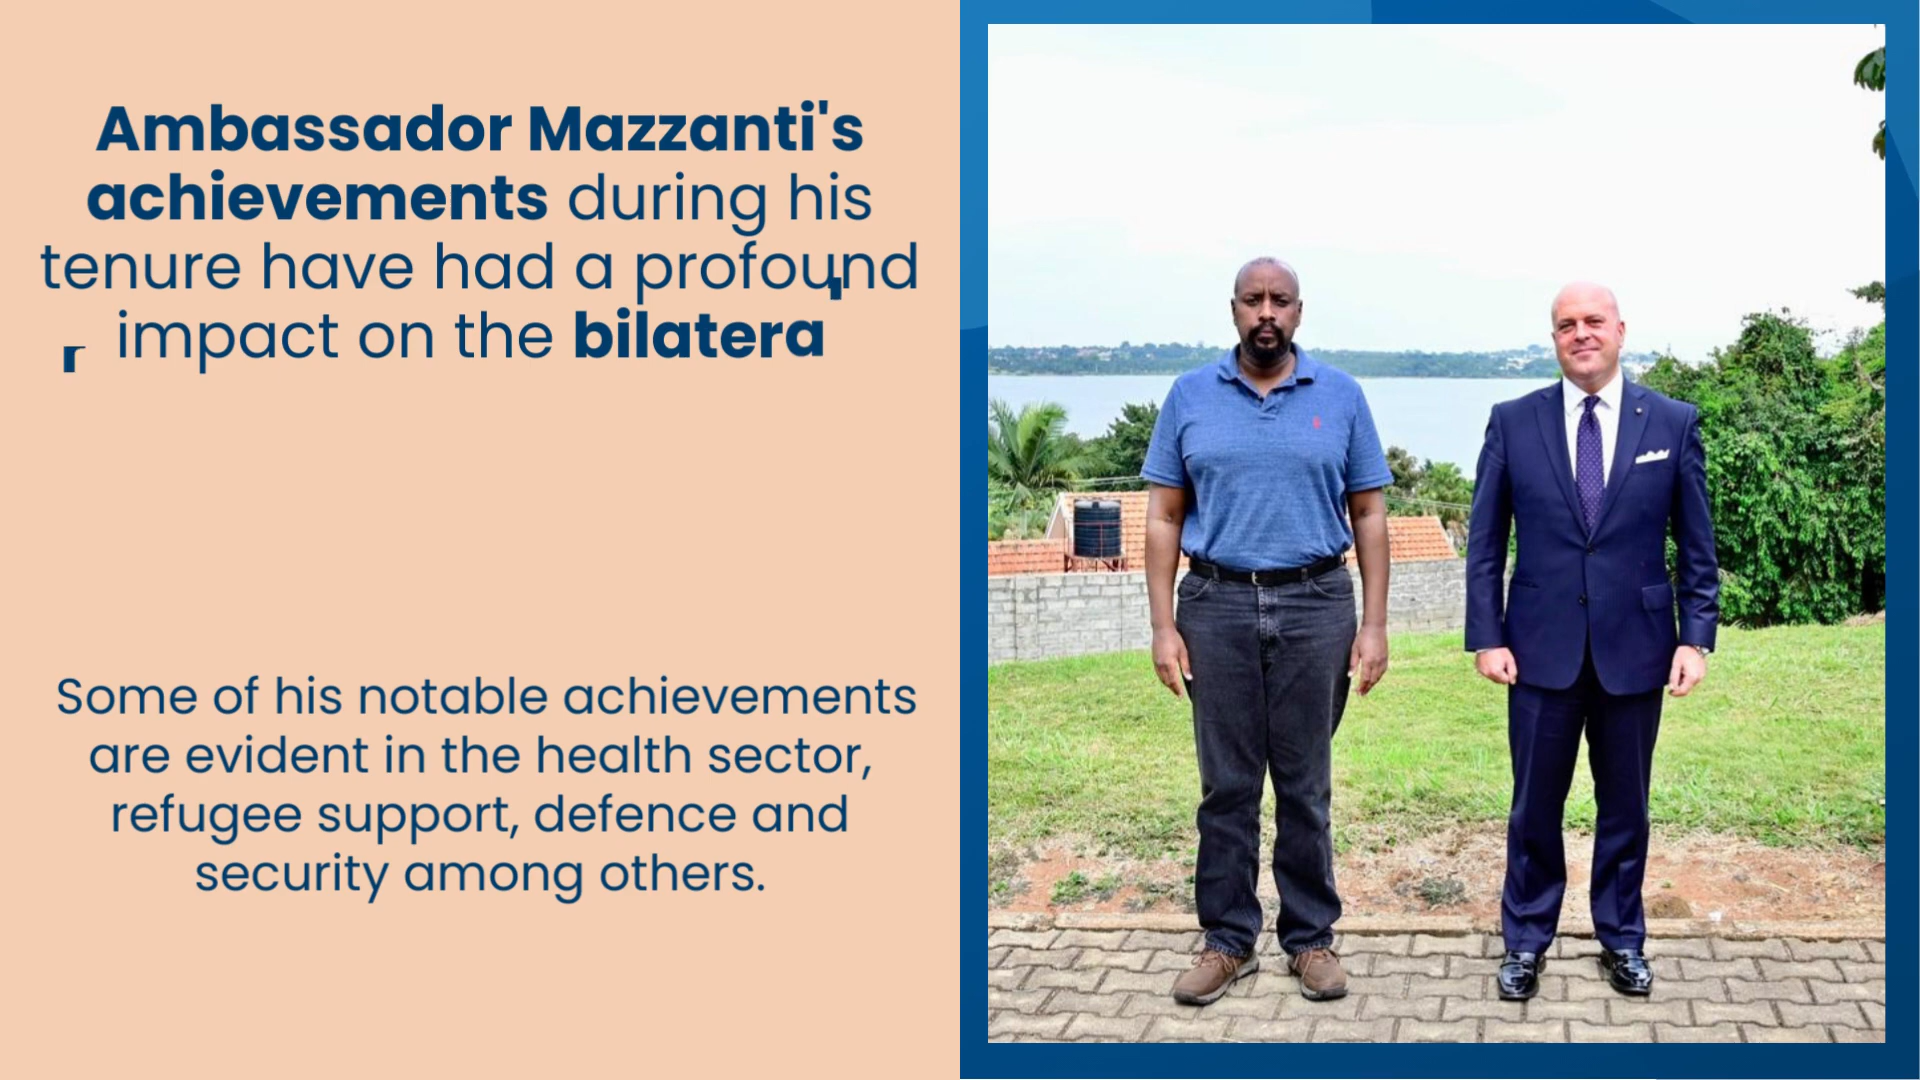 Ambassador Mazzanti's
achievements during his
tenure have had a profound
impact on the bilatera
Some of his notable achievements
are evident in the health sector,
refugee support, defence and
security among others.